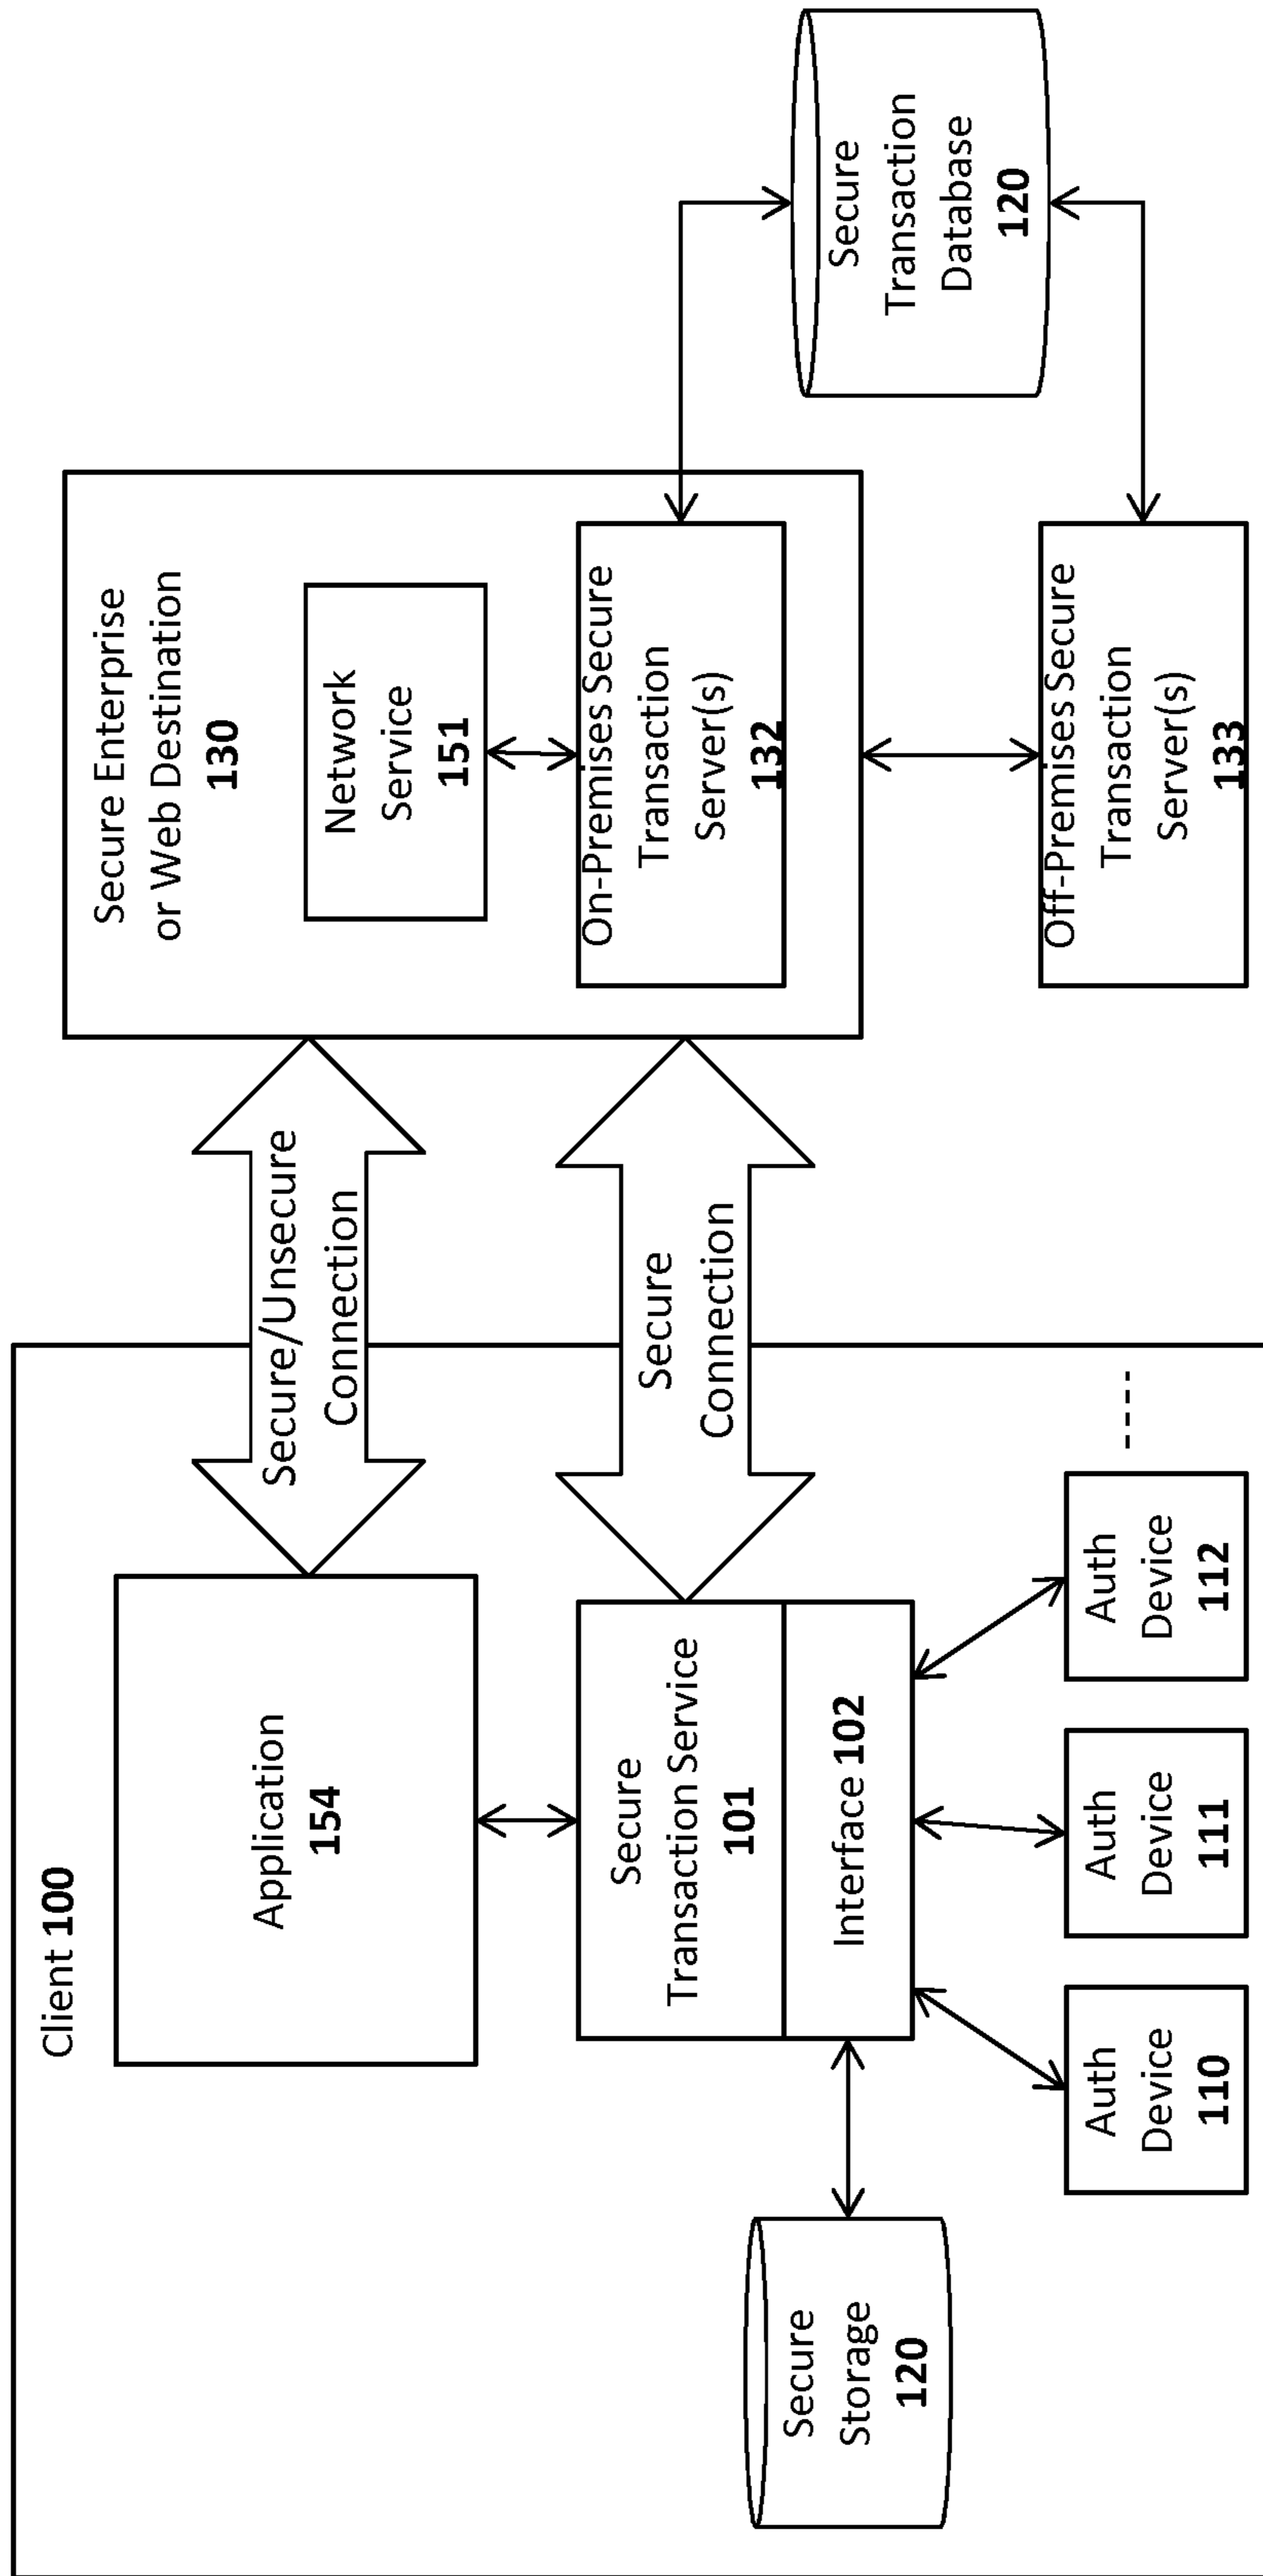 Client 100
Application
154
Secure
Transaction Service
101
Interface 102
Secure
Storage
120
Auth
Device
110
Auth
Device
111
Auth
Device
112
Secure/Unsecure
Connection
Secure
Connection
Secure Enterprise
or Web Destination
130
Network
Service
151
On-Premises Secure
Transaction
Server(s)
132
Off-Premises Secure
Transaction
Server(s)
133
Secure
Transaction
Database
120